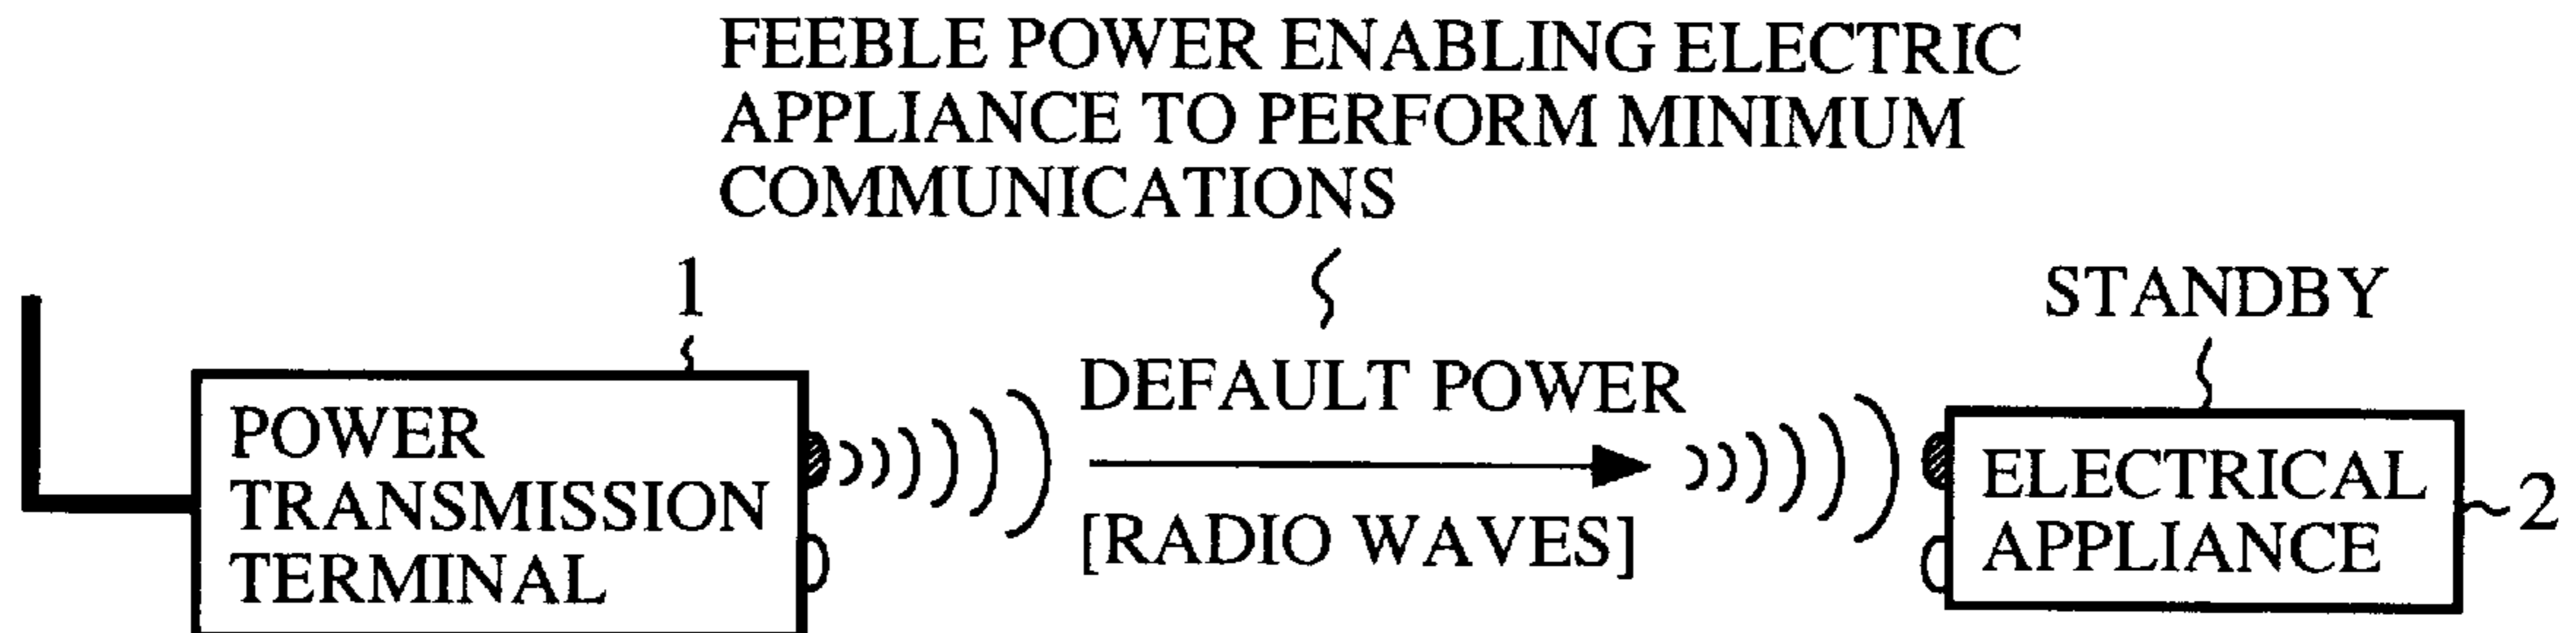 FEEBLE POWER ENABLING ELECTRIC
APPLIANCE TO PERFORM MINIMUM
COMMUNICATIONS
1
STANDBY
DEFAULT POWER
[RADIO WAVES]
POWER
TRANSMISSION
TERMINAL
ELECTRICAL
APPLIANCE
2